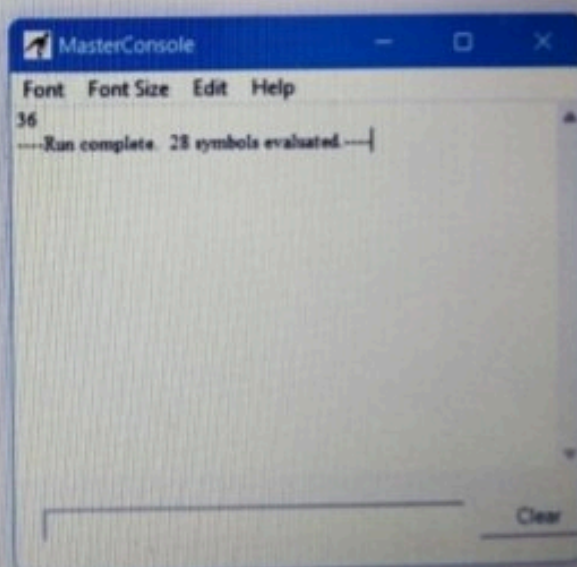 MasterConsole
Font Font Size Edit Help
36
----Run complete. 28 symbols evaluated.----
Clear